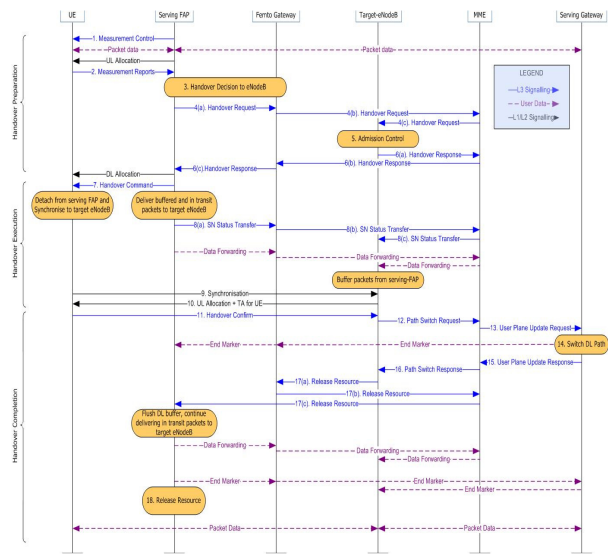 UE
Serving FAP
Femto Gateway
Target-eNodeB
MME
Serving Gateway
1. Measurement Control
Packet data
Packet data
UL Allocation
2. Measurement Reports
3. Handover Decision to eNodeB
LEGEND
L3 Signalling
User Data
L1/L2 Signalling
4(a). Handover Request
4(b). Handover Request
4(c). Handover Request
5. Admission Control
6(a). Handover Response
6(b). Handover Response
6(c).Handover Response
DL Allocation
7. Handover Command
Handover Preparation
Detach from serving FAP and
Synchronise to target eNodeB
Deliver buffered and in transit
packets to target eNodeB
8(a). SN Status Transfer
8(b). SN Status Transfer
8(c). SN Status Transfer
Data Forwarding
Data Forwarding
Data Forwarding
Buffer packets from serving-FAP
9. Synchronisation
10. UL Allocation + TA for UE
Handover Execution
11. Handover Confirm
12. Path Switch Request
13. User Plane Update Request
End Marker
End Marker
14. Switch DL Path
15. User Plane Update Response
16. Path Switch Response
17(a). Release Resource
17(b). Release Resource
17(c). Release Resource
Flush DL buffer, continue
delivering in transit packets to
target eNodeB
Data Forwarding
Data Forwarding
Data Forwarding
End Marker
End Marker
End Marker
18. Release Resource
Packet Data
Packet Data
Handover Completion